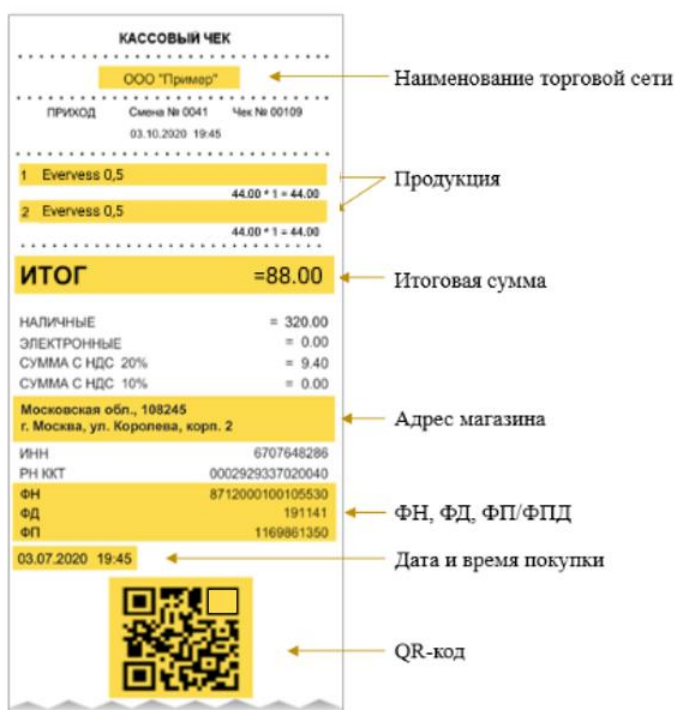 КАССОВЫЙ ЧЕК
ООО "Пример"
Наименование торговой сети
ПРИХОД Смена № 0041 Чек № 00109
03.10.2020 19:45
1 Evervess 0,5
Продукция
44.00 * 1 = 44.00
2 Evervess 0,5
44.00 * 1 = 44.00
ИТОГ =88.00
Итоговая сумма
НАЛИЧНЫЕ = 320.00
ЭЛЕКТРОННЫЕ = 0.00
СУММА С НДС 20% = 9.40
СУММА С НДС 10% = 0.00
Московская обл., 108245
г. Москва, ул. Королева, корп. 2
Адрес магазина
ИНН 6707648286
РН ККТ 0002929337020040
ФН 8712000100105530
ФД 191141
ФП 1169861350
ФН, ФД, ФП/ФПД
03.07.2020 19:45
Дата и время покупки
QR-код